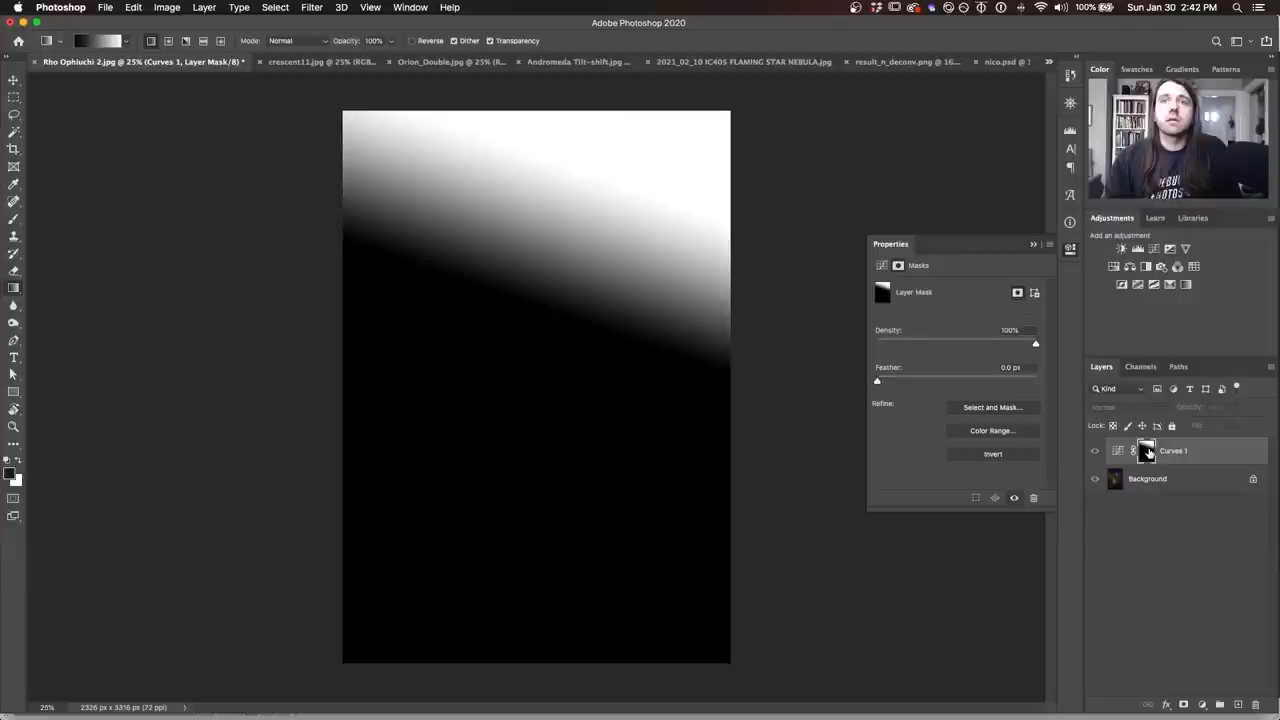 Photoshop File Edit Image Layer Type Select Filter 3D View Window Help 100% Sun Jan 30 2:42 PM
Adobe Photoshop 2020
Mode: Normal Opacity: 100% Reverse Dither Transparency
Rho Ophiuchi 2.jpg @ 25% (Curves 1, Layer Mask/8) * crescent11.jpg @ 25% (RGB... Orion_Double.jpg @ 25% (R... Andromeda Tilt-shift.jpg ... 2021_02_10 IC405 FLAMING STAR NEBULA.jpg result_n_deconv.png @ 16.... nico.psd @
Color Swatches Gradients Patterns
NEBULA
PHOTOS
Adjustments Learn Libraries
Add an adjustment
Properties
Masks
Layer Mask
Density: 100%
Feather: 0.0 px
Refine: Select and Mask...
Color Range...
Invert
Layers Channels Paths
Kind
Normal Opacity:
Lock: Fill:
Curves 1
Background
25% 2326 px x 3316 px (72 ppi)